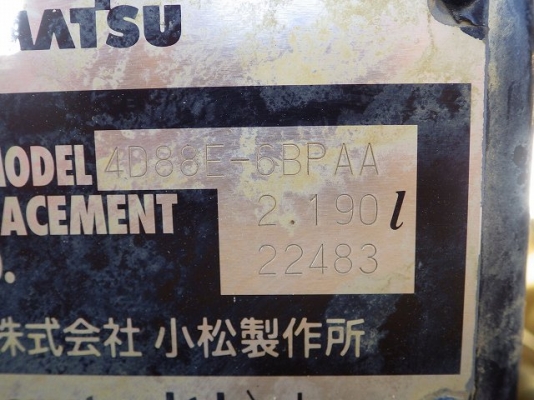 MATSU
MODEL 4D88E-6BPAA
ACEMENT 2.190 l
. 22483
株式会社 小松製作所